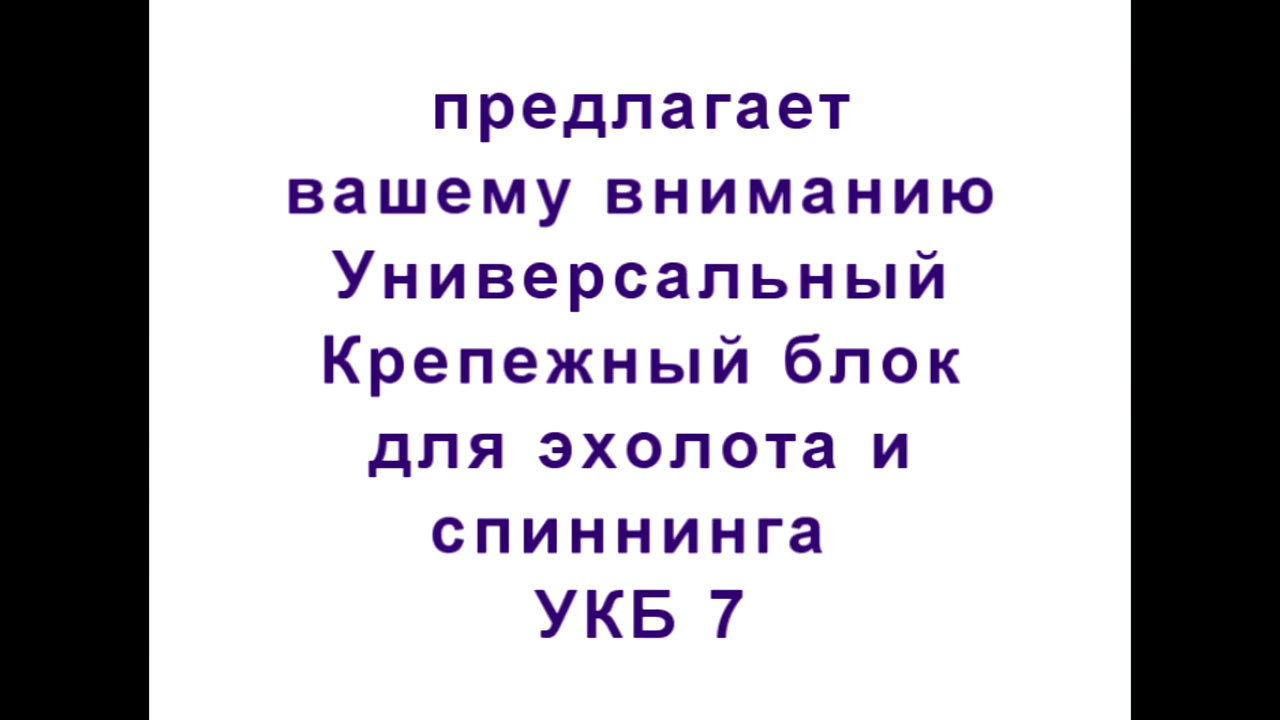 предлагает
вашему вниманию
Универсальный
Крепежный блок
для эхолота и
спиннинга
УКБ 7